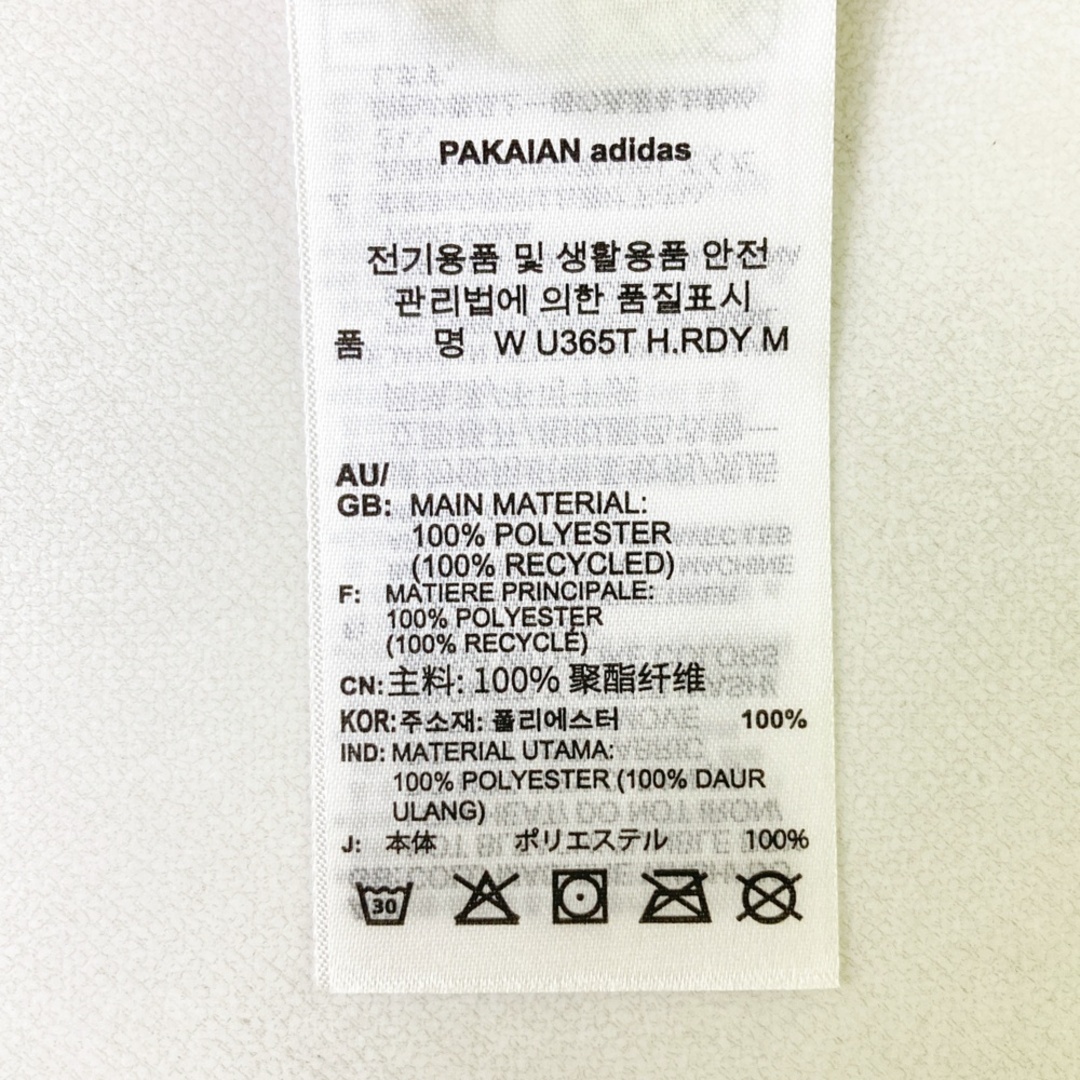 PAKAIAN adidas
전기용품 및 생활용품 안전
관리법에 의한 품질표시
품 명 W U365T H.RDY M
AU/
GB: MAIN MATERIAL:
100% POLYESTER
(100% RECYCLED)
F: MATIERE PRINCIPALE:
100% POLYESTER
(100% RECYCLÉ)
CN: 主料: 100% 聚酯纤维
KOR: 주소재: 폴리에스터 100%
IND: MATERIAL UTAMA:
100% POLYESTER (100% DAUR
ULANG)
J: 本体 ポリエステル 100%
30